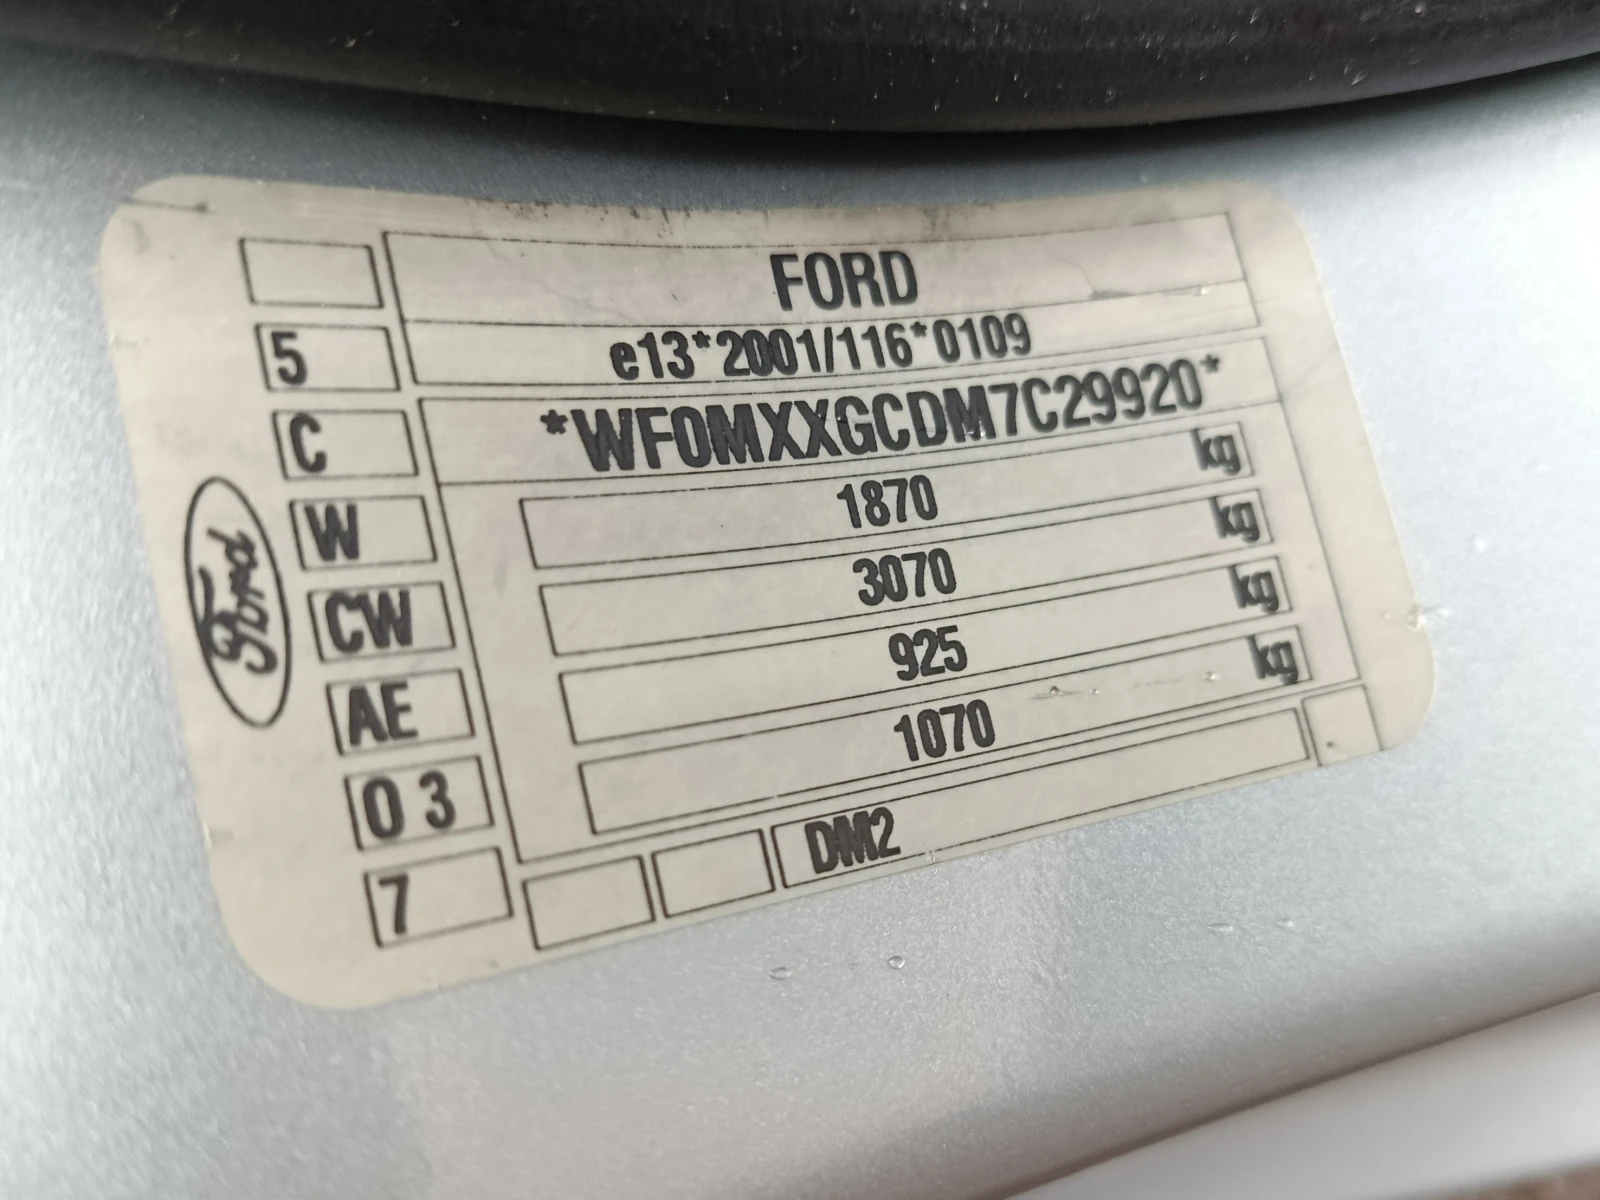 FORD
5
e13*2001/116*0109
C
*WF0MXXGCDM7C29920*
W
1870 kg
CW
3070 kg
AE
925 kg
0 3
1070 kg
7
DM2
Ford